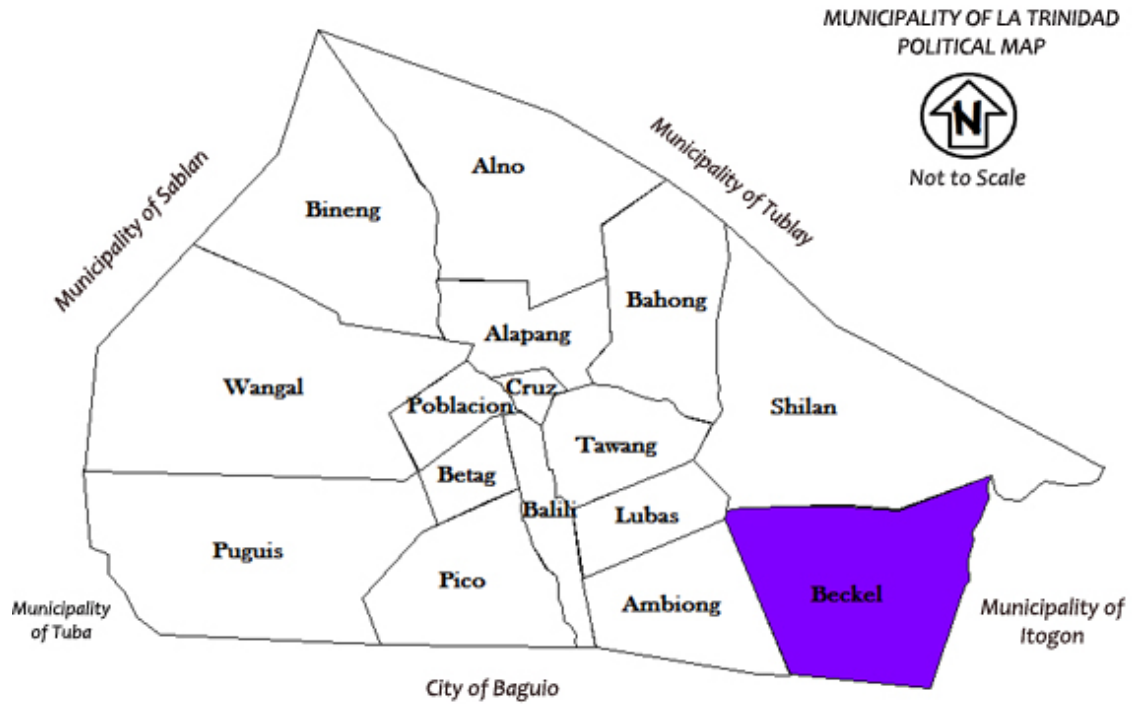 MUNICIPALITY OF LA TRINIDAD
POLITICAL MAP
N
Not to Scale
Municipality of Sablan
Municipality of Tublay
Alno
Bineng
Bahong
Alapang
Wangal
Cruz
Poblacion
Shilan
Tawang
Betag
Balili
Lubas
Puguis
Pico
Ambiong
Beckel
Municipality
of Tuba
Municipality of
Itogon
City of Baguio